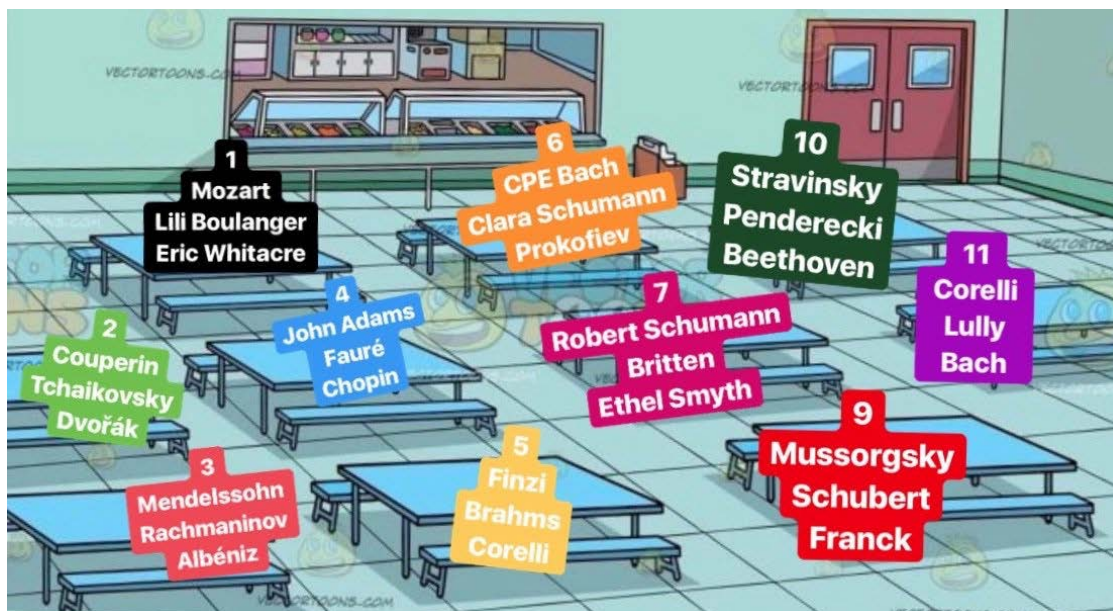 VECTORTOONS.COM
1
Mozart
Lili Boulanger
Eric Whitacre
6
CPE Bach
Clara Schumann
Prokofiev
10
Stravinsky
Penderecki
Beethoven
11
Corelli
Lully
Bach
4
John Adams
Fauré
Chopin
7
Robert Schumann
Britten
Ethel Smyth
2
Couperin
Tchaikovsky
Dvořák
9
Mussorgsky
Schubert
Franck
3
Mendelssohn
Rachmaninov
Albéniz
5
Finzi
Brahms
Corelli
VECTORTOONS.COM